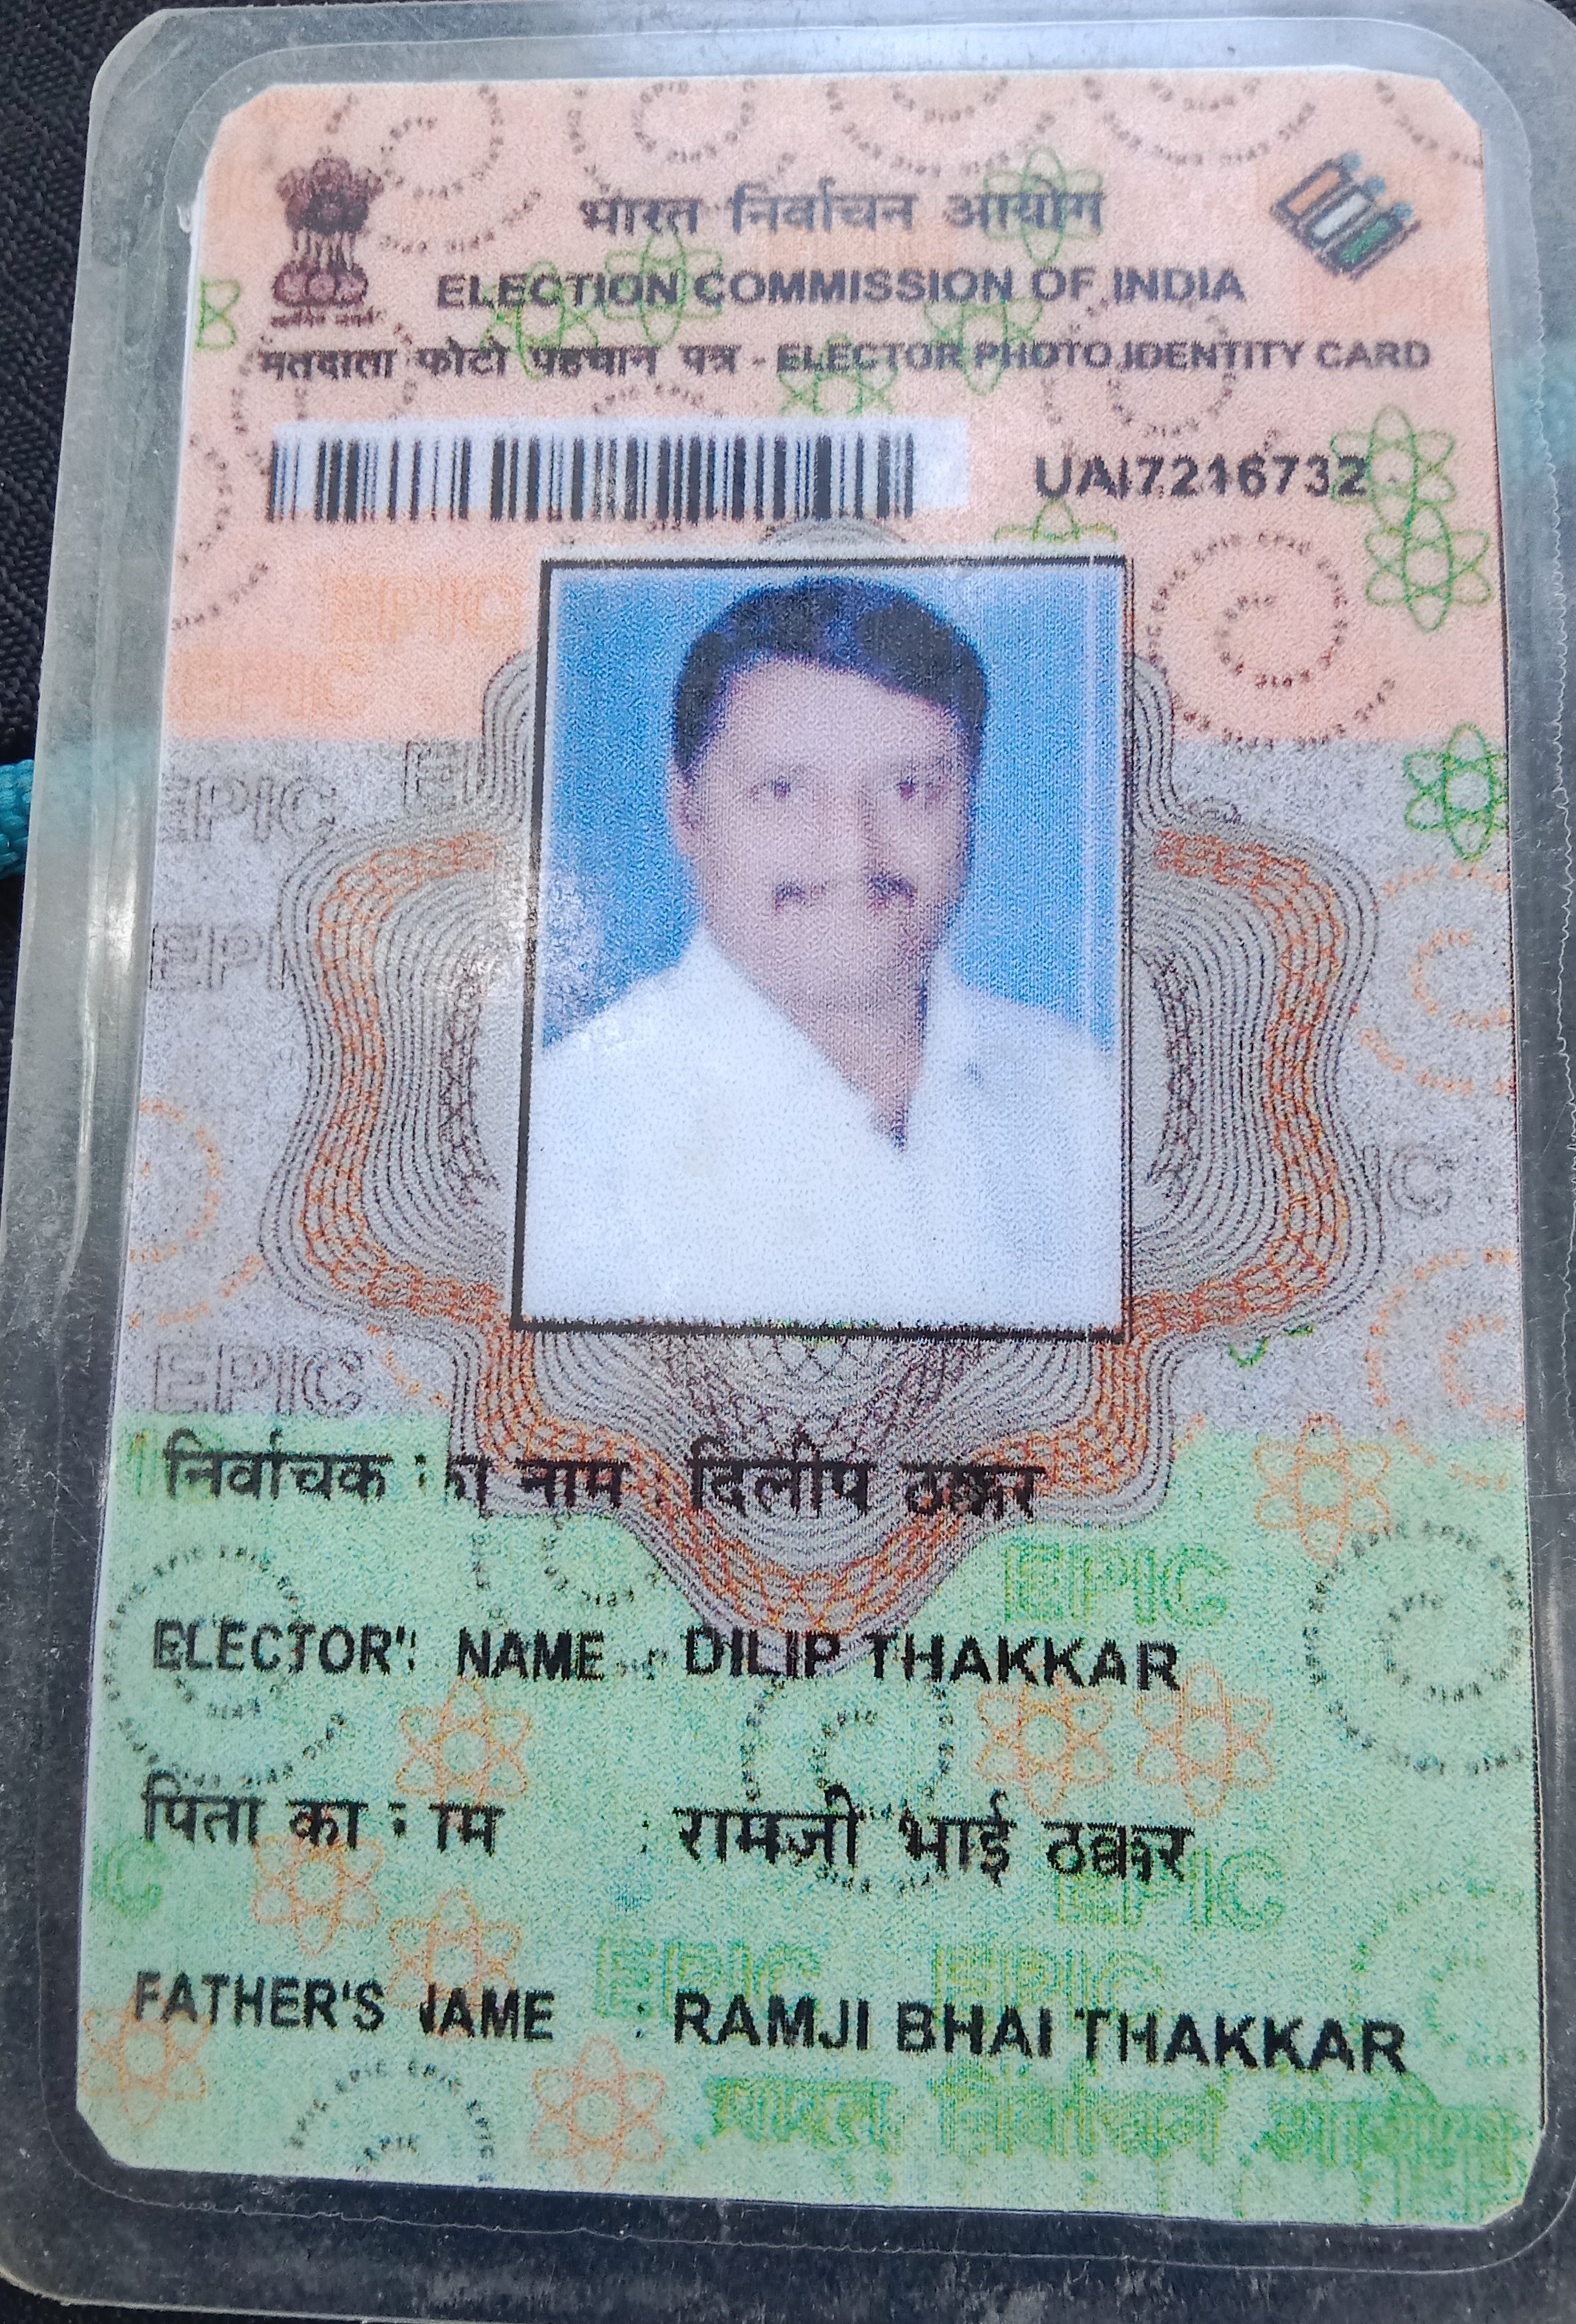 भारत निर्वाचन आयोग
ELECTION COMMISSION OF INDIA
मतदाता फोटो पहचान पत्र - ELECTOR PHOTO IDENTITY CARD
UAI7216732
EPIC
EPIC
EPIC
EPIC
EPIC
निर्वाचक का नाम : दिलीप ठक्कर
EPIC
ELECTOR'S NAME : DILIP THAKKAR
पिता का नाम : रामजी भाई ठक्कर
EPIC
EPIC EPIC
FATHER'S NAME : RAMJI BHAI THAKKAR
भारत निर्वाचन आयोग